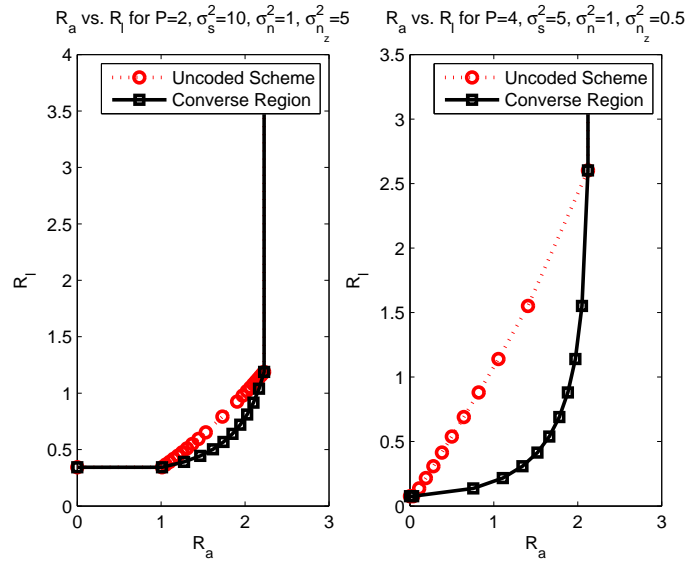 R_a vs. R_l for P=2, σ_s^2=10, σ_n^2=1, σ_{n_z}^2=5
4
3.5
3
2.5
2
1.5
1
0.5
0
0 1 2 3
R_l
R_a
Uncoded Scheme
Converse Region
R_a vs. R_l for P=4, σ_s^2=5, σ_n^2=1, σ_{n_z}^2=0.5
3.5
3
2.5
2
1.5
1
0.5
0
0 1 2 3
R_l
R_a
Uncoded Scheme
Converse Region